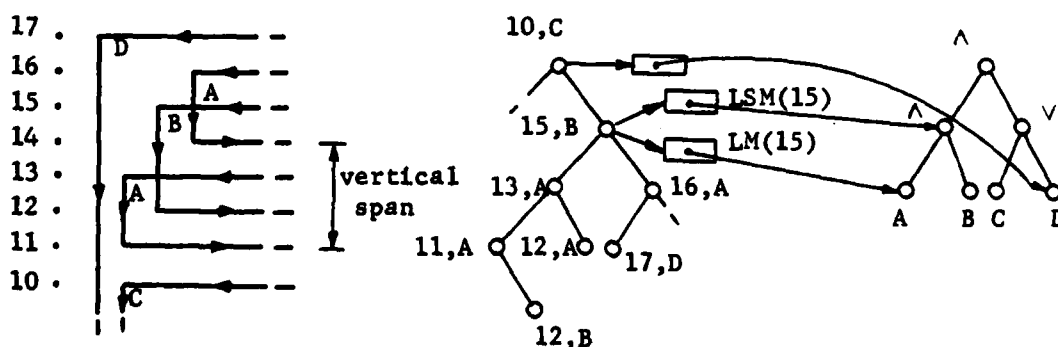 17 .
D
16 .
A
15 .
B
14 .
13 .
vertical
A
span
12 .
11 .
10 .
C
10,C
^
LSM(15)
^
v
15,B
LM(15)
13,A
16,A
A
B
C
D
11,A
12,A
17,D
12,B